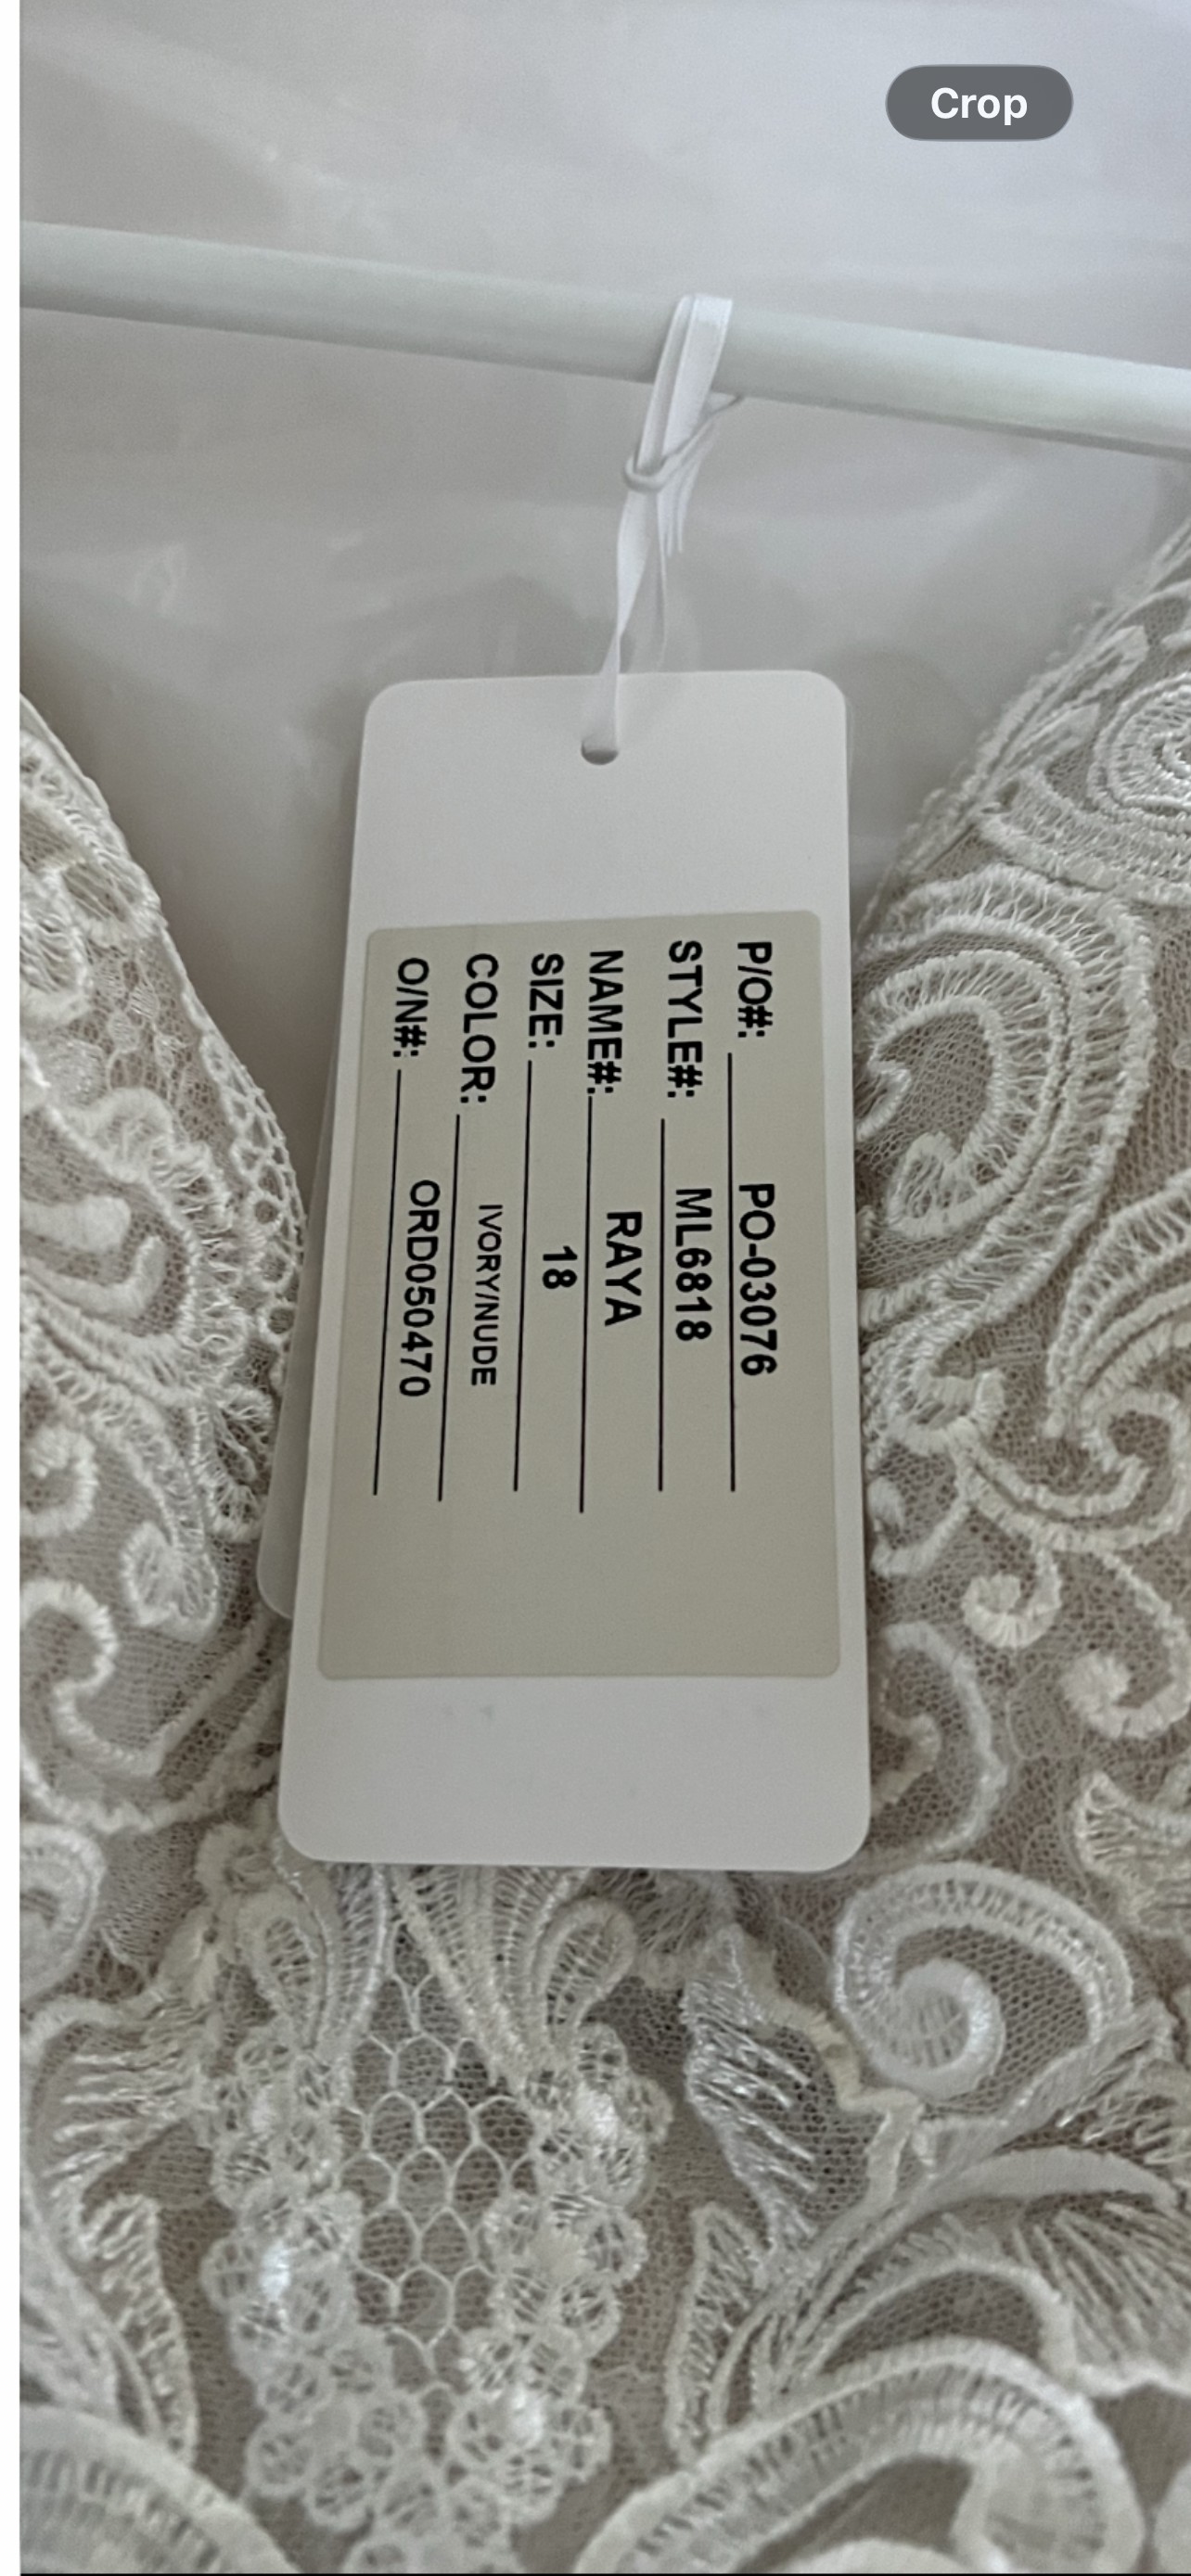 Crop
P/O#: PO-03076
STYLE#: ML6818
NAME#: RAYA
SIZE: 18
COLOR: IVORY/NUDE
O/N#: ORD050470